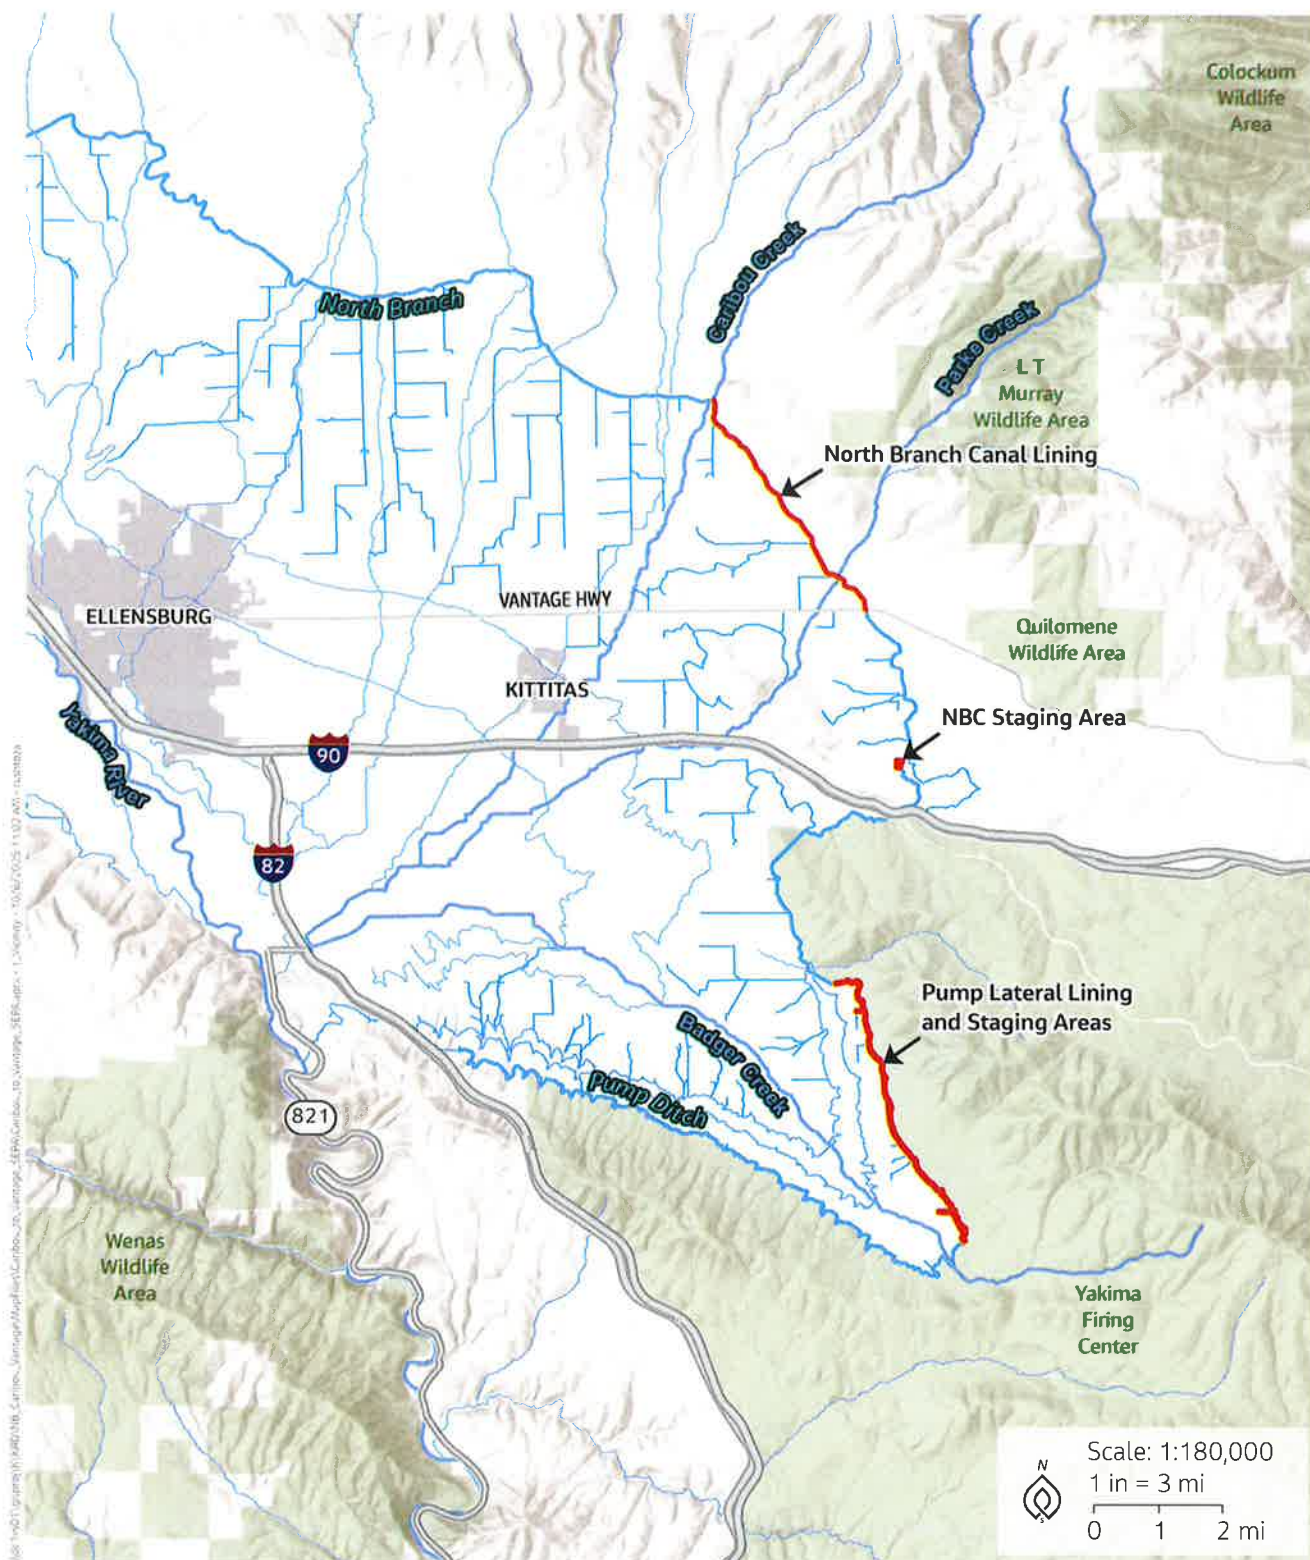 Colockum
Wildlife
Area
North Branch
Caribou Creek
Parke Creek
L T
Murray
Wildlife Area
North Branch Canal Lining
ELLENSBURG
VANTAGE HWY
Quilomene
Wildlife Area
KITTITAS
NBC Staging Area
Yakima River
90
82
Pump Lateral Lining
and Staging Areas
Badger Creek
Pump Ditch
821
Wenas
Wildlife
Area
Yakima
Firing
Center
N
S
Scale: 1:180,000
1 in = 3 mi
0 1 2 mi